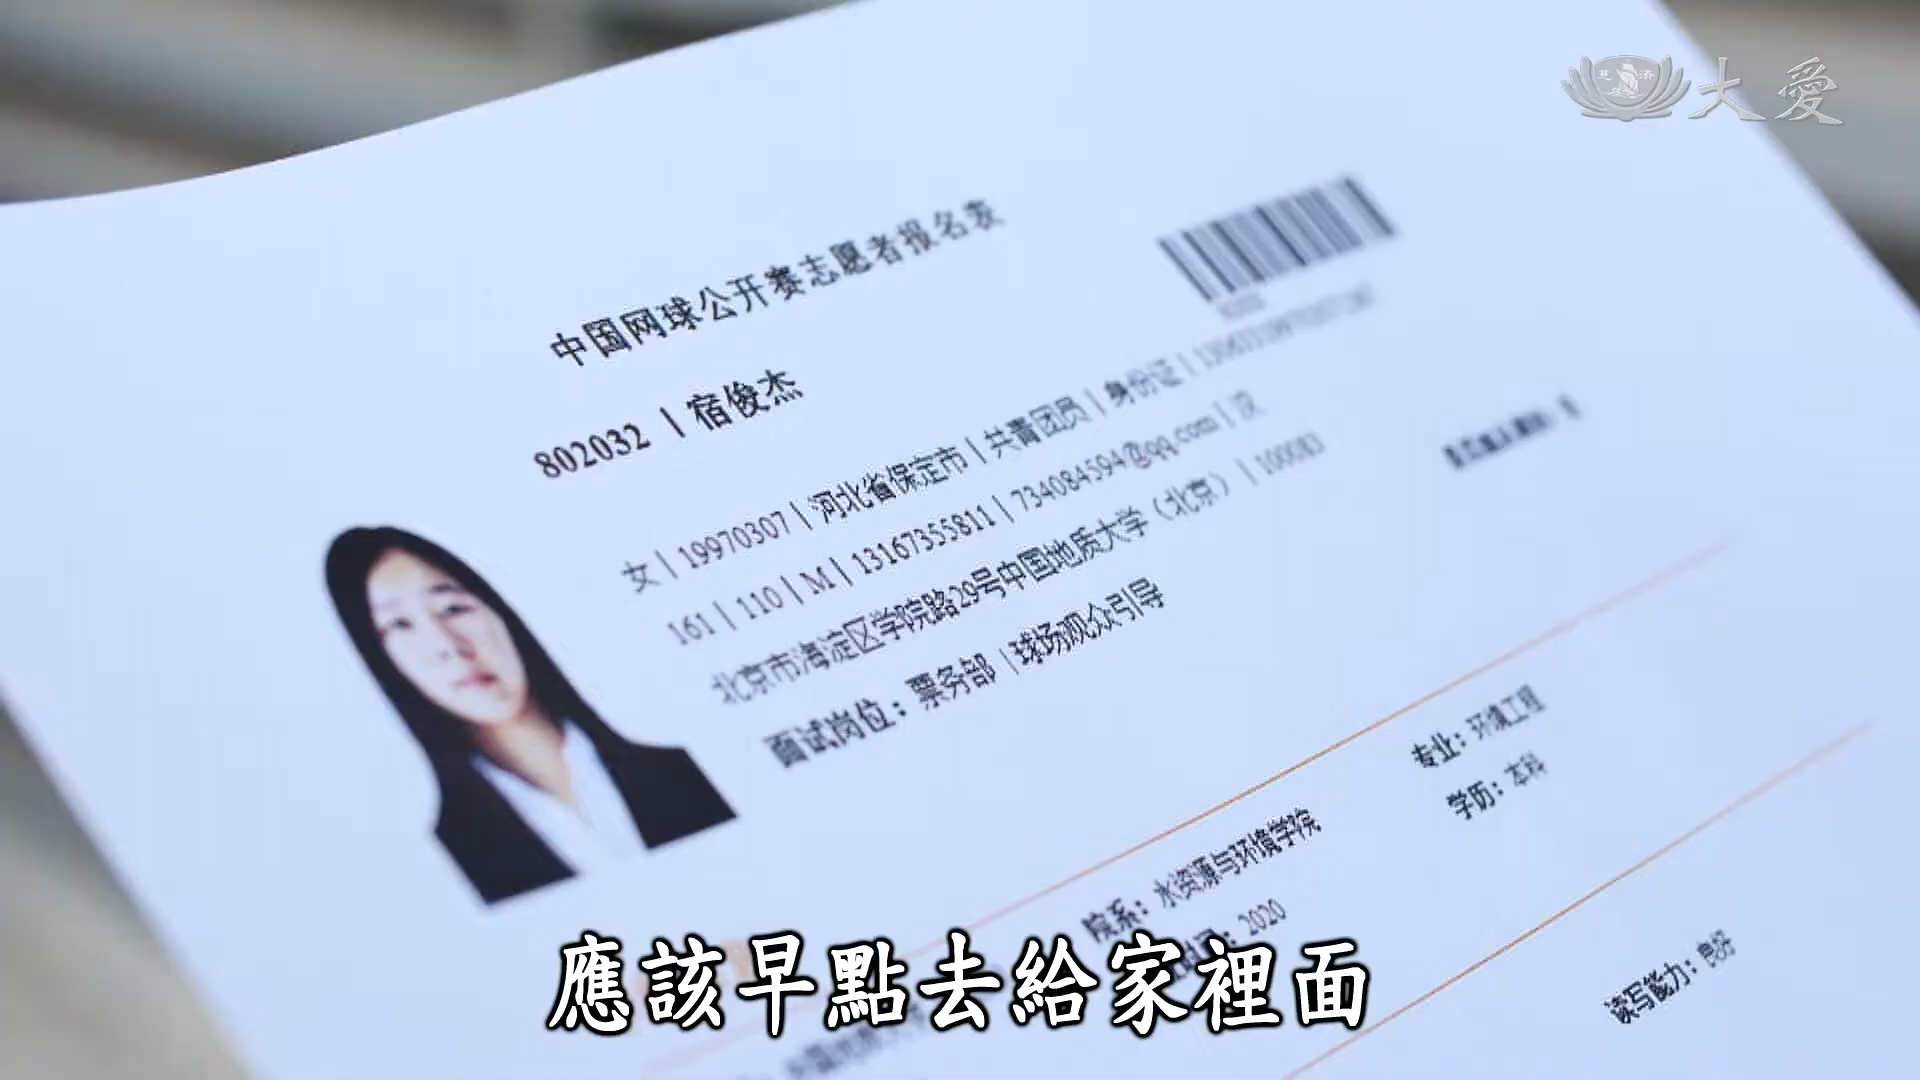 大愛
中国网球公开赛志愿者报名表
802032 | 宿俊杰
女 | 19970307 | 河北省保定市 | 共青团员 | 身份证 |
161 | 110 | M | 13167355811 | 734084594@qq.com | 汉
北京市海淀区学院路29号中国地质大学（北京） | 100083
面试岗位：票务部 | 球场观众引导
院系：水资源与环境学院
专业：环境工程
2020
学历：本科
读写能力：良好
應該早點去給家裡面